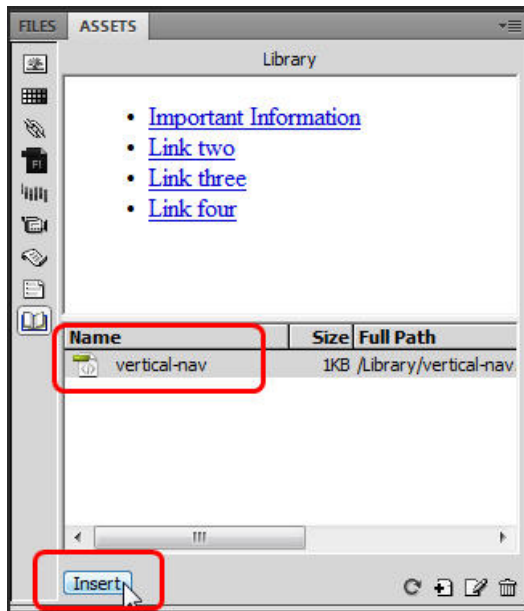 FILES ASSETS
Library
• Important Information
• Link two
• Link three
• Link four
Name Size Full Path
vertical-nav 1KB /Library/vertical-nav.
Insert